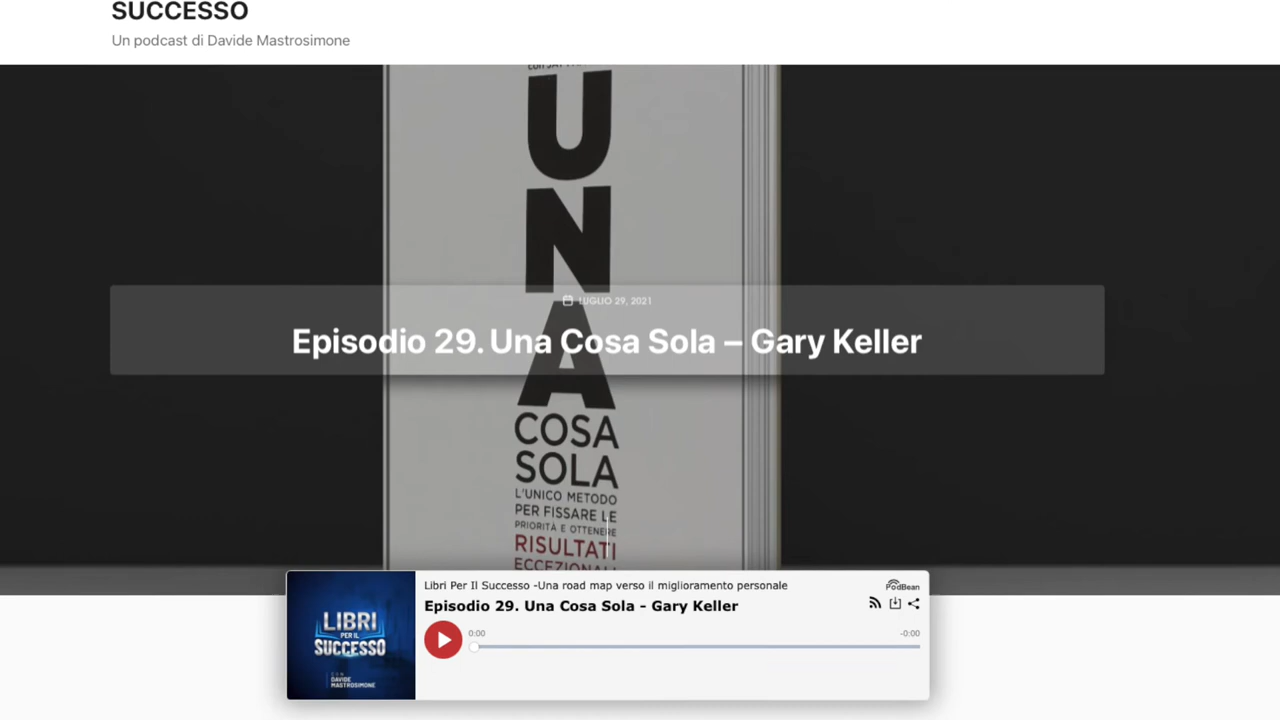 SUCCESSO
Un podcast di Davide Mastrosimone
UNA
LUGLIO 29, 2021
Episodio 29. Una Cosa Sola – Gary Keller
COSA
SOLA
L'UNICO METODO
PER FISSARE LE
PRIORITÀ E OTTENERE
RISULTATI
ECCEZIONALI
Libri Per Il Successo -Una road map verso il miglioramento personale
PodBean
Episodio 29. Una Cosa Sola - Gary Keller
0:00
-0:00
LIBRI
PER IL
SUCCESSO
CON
DAVIDE
MASTROSIMONE